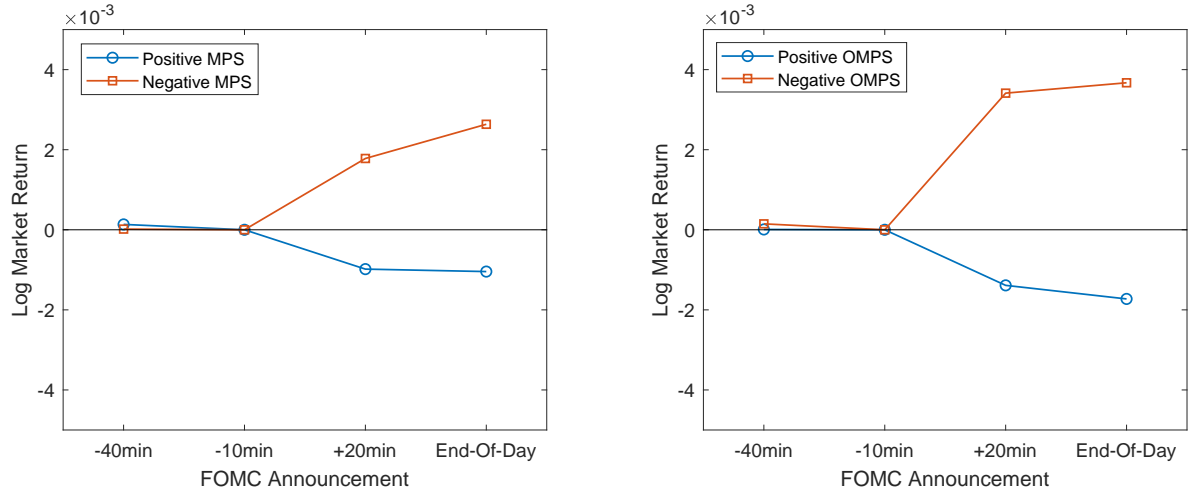 ×10⁻³
Positive MPS
Negative MPS
4
2
0
-2
-4
Log Market Return
-40min
-10min
+20min
End-Of-Day
FOMC Announcement
×10⁻³
Positive OMPS
Negative OMPS
4
2
0
-2
-4
Log Market Return
-40min
-10min
+20min
End-Of-Day
FOMC Announcement